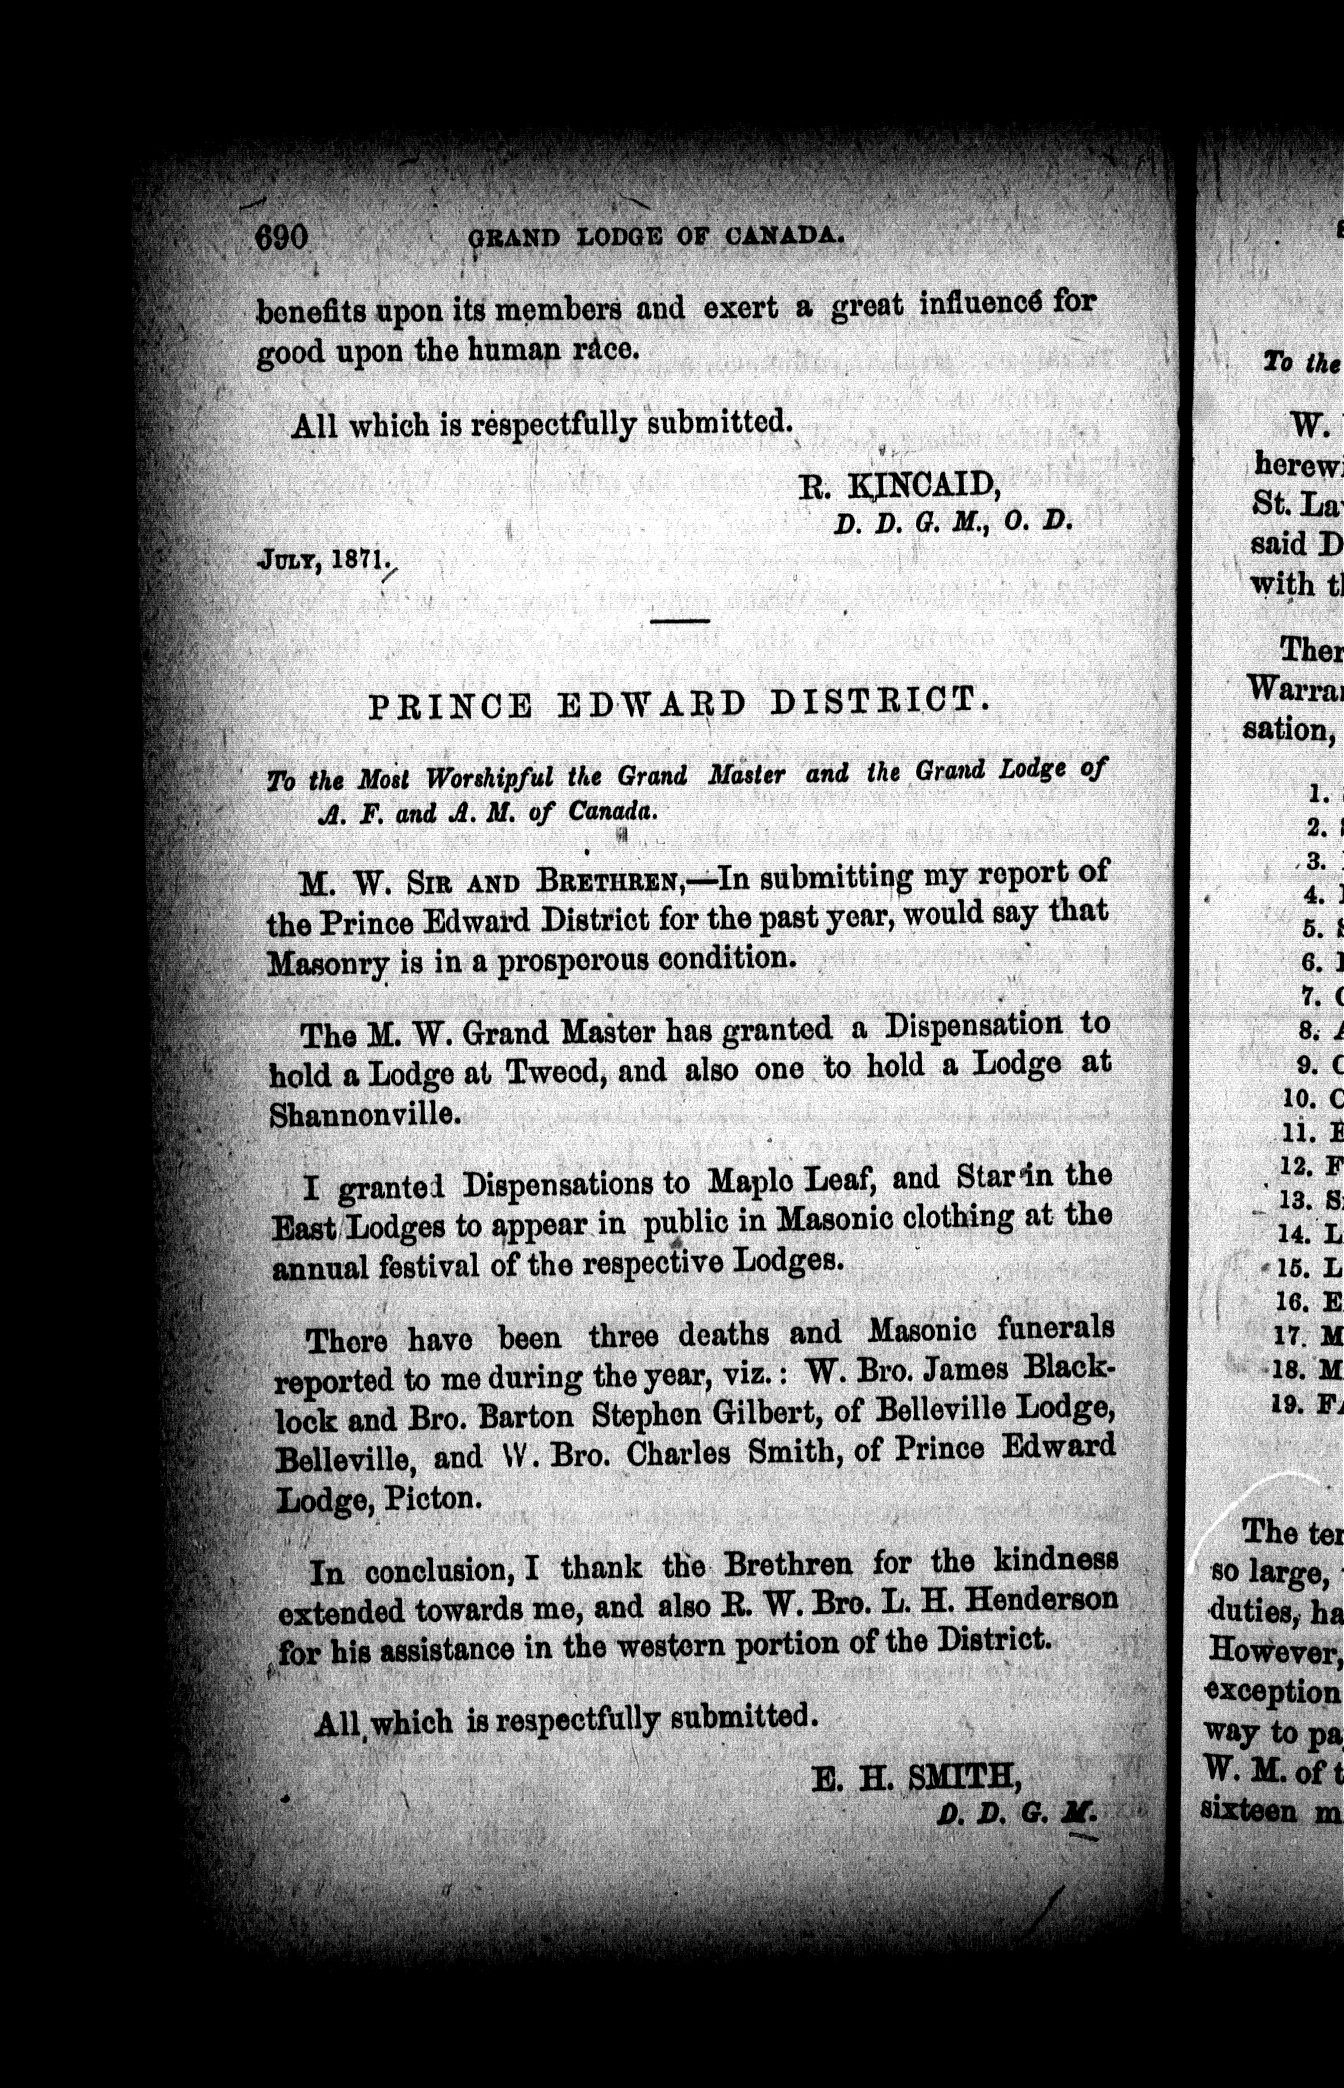 690 GRAND LODGE OF CANADA.
benefits upon its members and exert a great influence for
good upon the human race.
All which is respectfully submitted.
R. KINCAID,
D. D. G. M., O. D.
JULY, 1871.
PRINCE EDWARD DISTRICT.
To the Most Worshipful the Grand Master and the Grand Lodge of
A. F. and A. M. of Canada.
M. W. SIR AND BRETHREN,—In submitting my report of
the Prince Edward District for the past year, would say that
Masonry is in a prosperous condition.
The M. W. Grand Master has granted a Dispensation to
hold a Lodge at Tweed, and also one to hold a Lodge at
Shannonville.
I granted Dispensations to Maple Leaf, and Star in the
East Lodges to appear in public in Masonic clothing at the
annual festival of the respective Lodges.
There have been three deaths and Masonic funerals
reported to me during the year, viz.: W. Bro. James Black-
lock and Bro. Barton Stephen Gilbert, of Belleville Lodge,
Belleville, and W. Bro. Charles Smith, of Prince Edward
Lodge, Picton.
In conclusion, I thank the Brethren for the kindness
extended towards me, and also R. W. Bro. L. H. Henderson
for his assistance in the western portion of the District.
All which is respectfully submitted.
E. H. SMITH,
D. D. G. M.
To the
W.
St.
said
with
sation,
1.
2.
3.
4.
5.
6.
7.
8.
9.
10.
11.
12.
13.
14.
15.
16.
17.
18.
19.
The
so large,
duties,
However,
exception
way to
W. M. of
sixteen